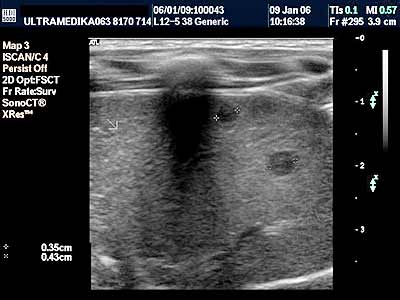 ULTRAMEDIKA063 8170 714
06/01/09:100043
L12-5 38 Generic
09 Jan 06
10:16:38
TIs 0.1 MI 0.57
Fr #295 3.9 cm
Map 3
ISCAN/C 4
Persist Off
2D Opt:FSCT
Fr Rate:Surv
SonoCT®
XRes™
ATL
1
2
3
0.35cm
0.43cm